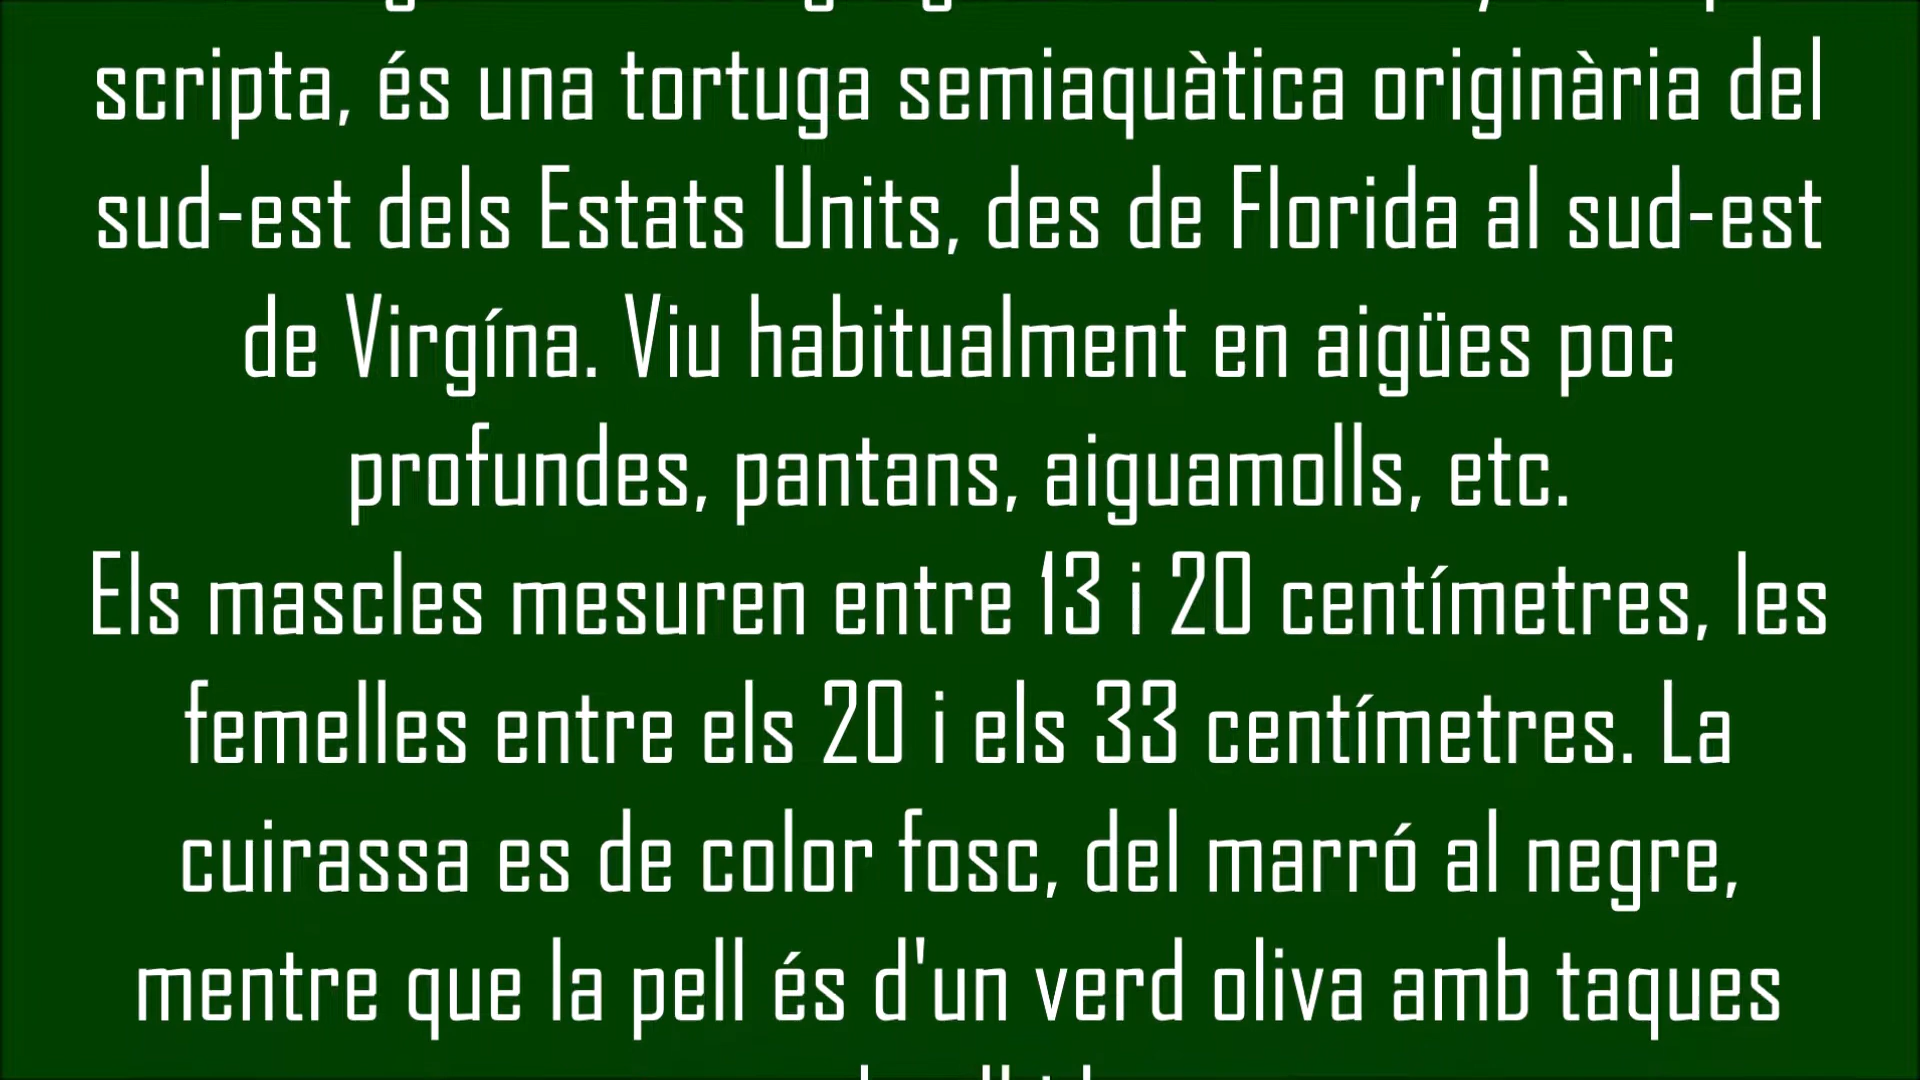 scripta, és una tortuga semiaquàtica originària del
sud-est dels Estats Units, des de Florida al sud-est
de Virgína. Viu habitualment en aigües poc
profundes, pantans, aiguamolls, etc.
Els mascles mesuren entre 13 i 20 centímetres, les
femelles entre els 20 i els 33 centímetres. La
cuirassa es de color fosc, del marró al negre,
mentre que la pell és d'un verd oliva amb taques